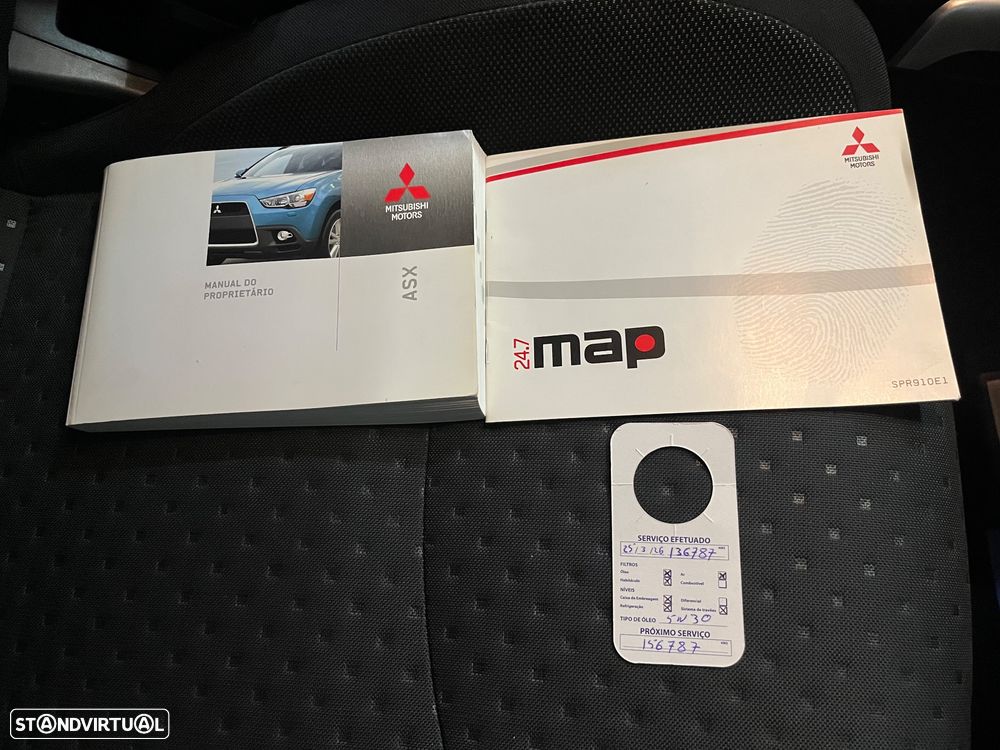 MITSUBISHI
MOTORS
MANUAL DO
PROPRIETÁRIO
ASX
MITSUBISHI
MOTORS
24.7 map
SPR910E1
SERVIÇO EFETUADO
25/3/26 136787 KMS
FILTROS
Óleo Ar
Habitáculo Combustível
NÍVEIS
Caixa de Embraiagem Diferencial
Refrigeração Sistema de travões
TIPO DE ÓLEO 5W30
PRÓXIMO SERVIÇO
156787 KMS
STANDVIRTUAL